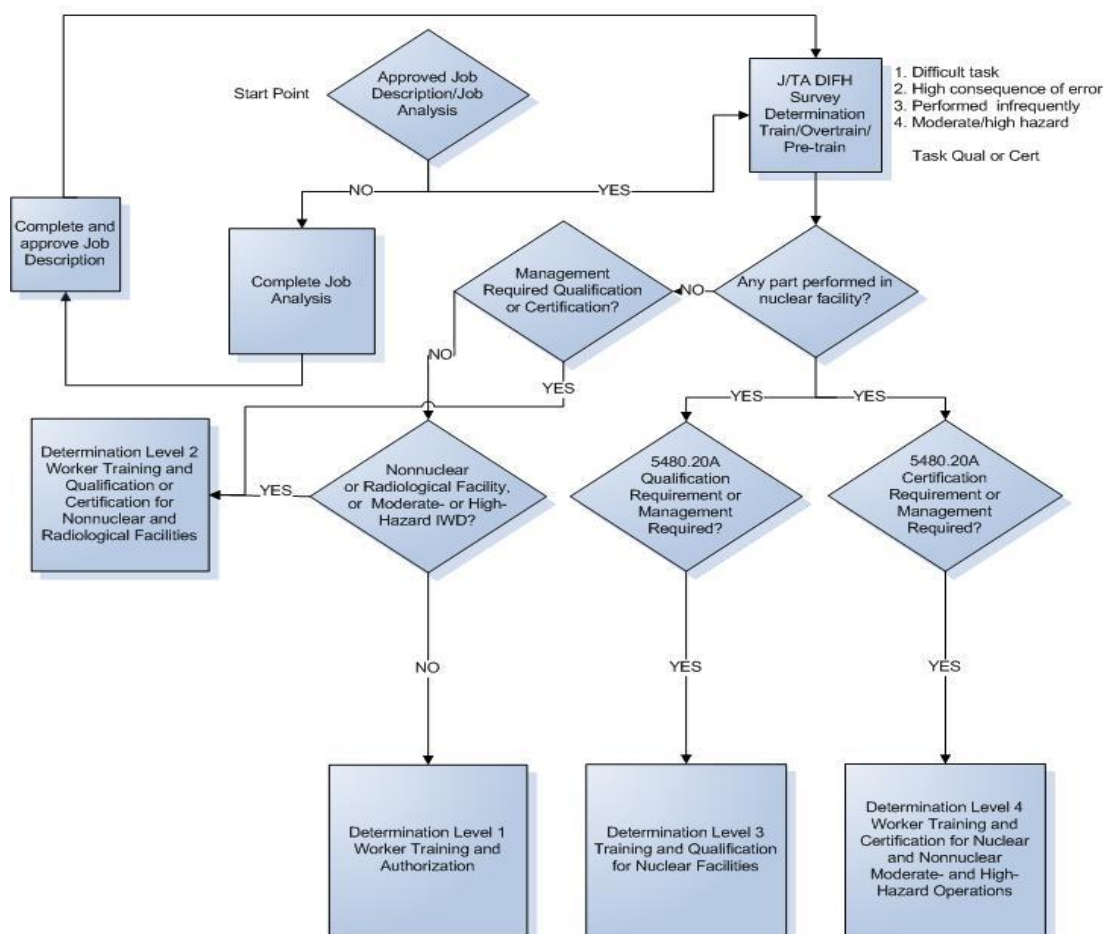 Start Point
Approved Job
Description/Job
Analysis
J/TA DIFH
Survey
Determination
Train/Overtrain/
Pre-train
1. Difficult task
2. High consequence of error
3. Performed infrequently
4. Moderate/high hazard
Task Qual or Cert
NO
YES
Complete and
approve Job
Description
Complete Job
Analysis
Management
Required Qualification
or Certification?
NO
Any part performed in
nuclear facility?
NO
YES
YES
YES
Determination Level 2
Worker Training and
Qualification or
Certification for
Nonnuclear and
Radiological Facilities
YES
Nonnuclear
or Radiological Facility,
or Moderate- or High-
Hazard IWD?
5480.20A
Qualification
Requirement or
Management
Required?
5480.20A
Certification
Requirement or
Management
Required?
NO
YES
YES
Determination Level 1
Worker Training and
Authorization
Determination Level 3
Training and Qualification
for Nuclear Facilities
Determination Level 4
Worker Training and
Certification for Nuclear
and Nonnuclear
Moderate- and High-
Hazard Operations